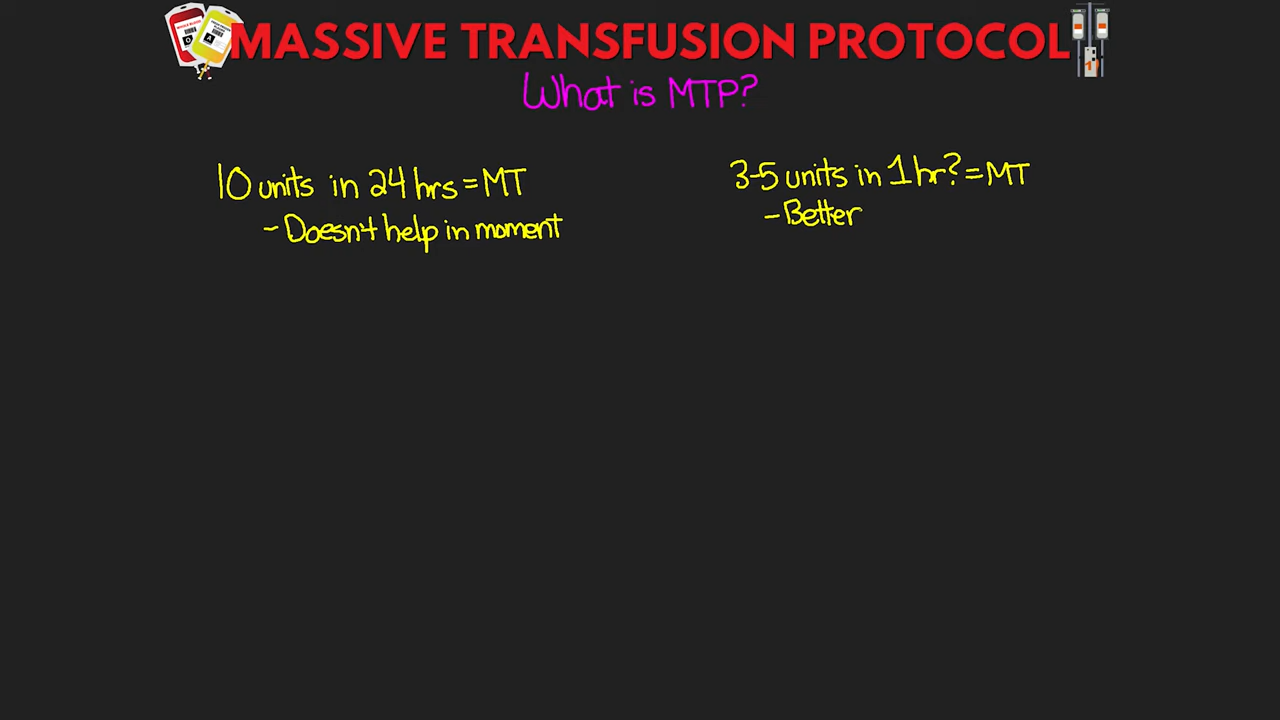 MASSIVE TRANSFUSION PROTOCOL
What is MTP?
10 units in 24 hrs = MT
- Doesn't help in moment
3-5 units in 1 hr? = MT
- Better